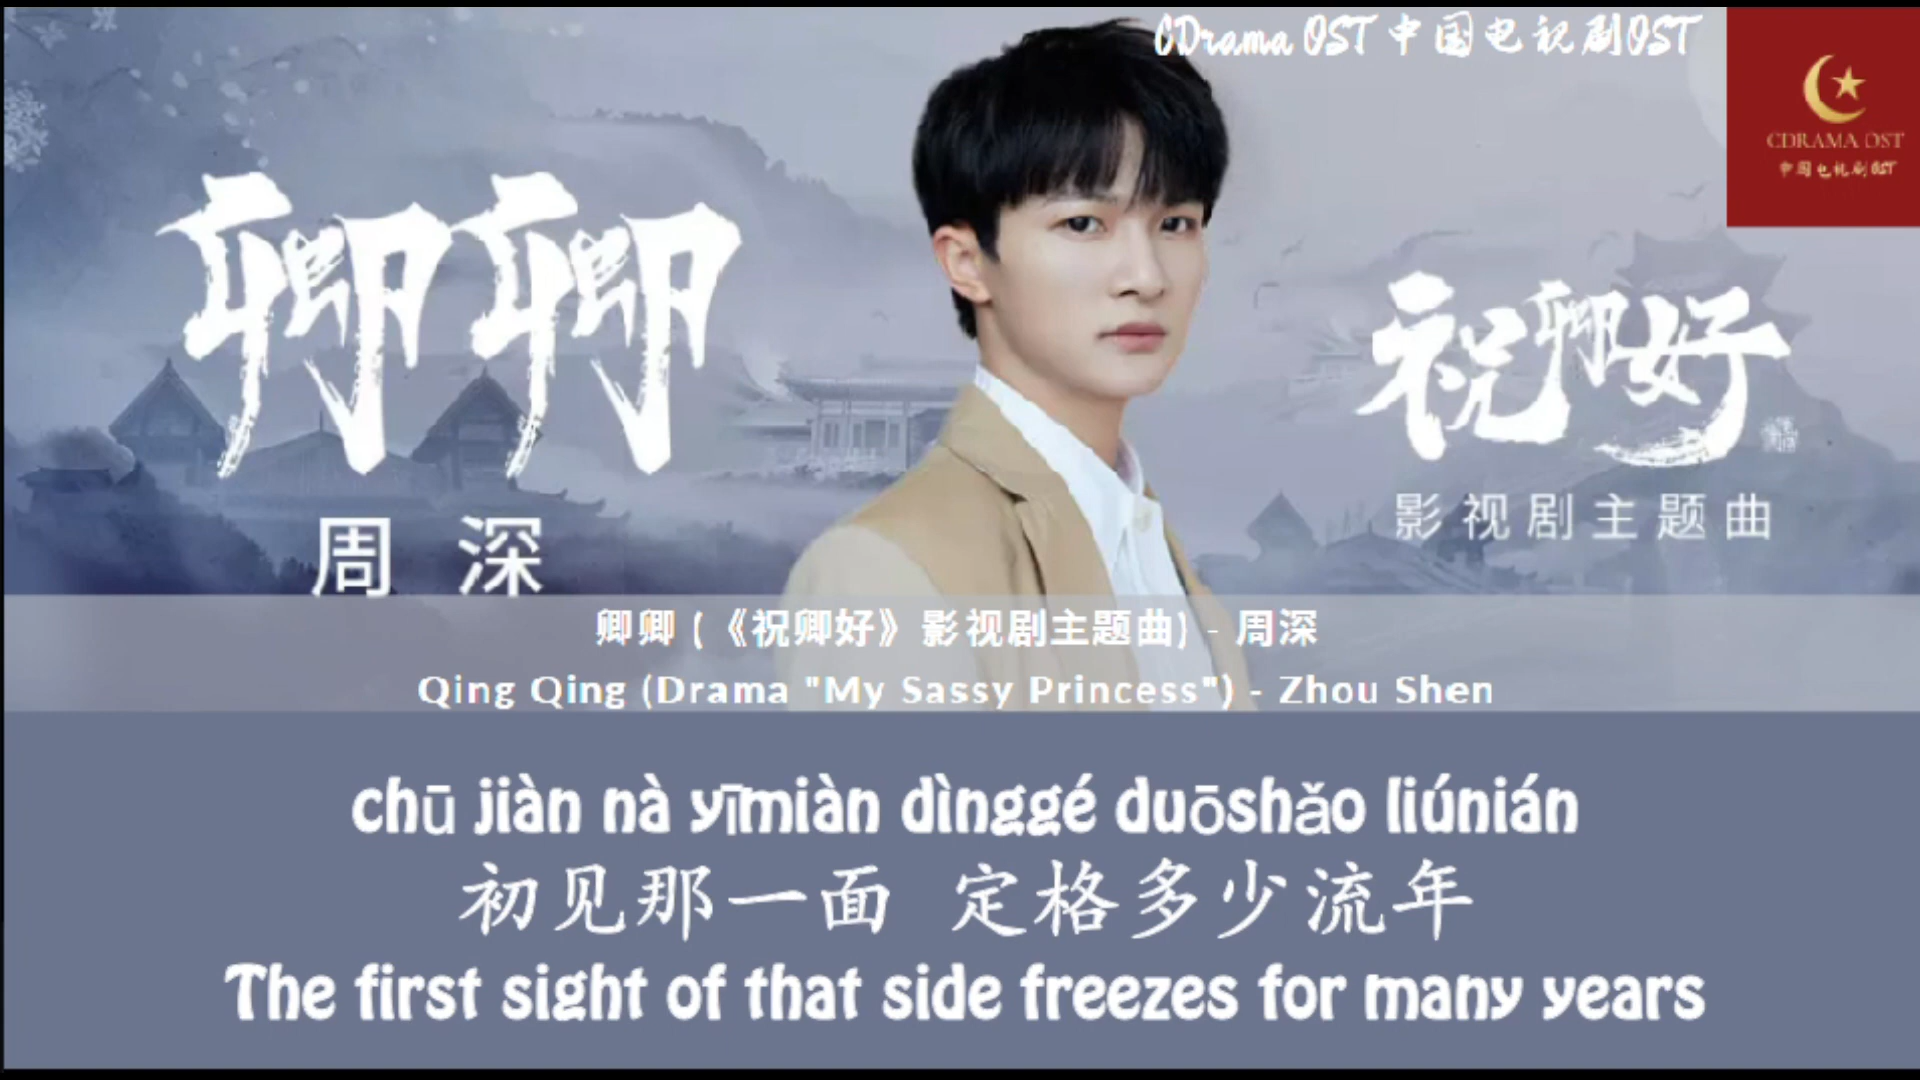 CDrama OST 中国电视剧OST
CDRAMA OST
中国电视剧OST
卿卿
周深
祝卿好
影视剧主题曲
卿卿 (《祝卿好》影视剧主题曲) - 周深
Qing Qing (Drama "My Sassy Princess") - Zhou Shen
chū jiàn nà yīmiàn dìnggé duōshǎo liúnián
初见那一面 定格多少流年
The first sight of that side freezes for many years